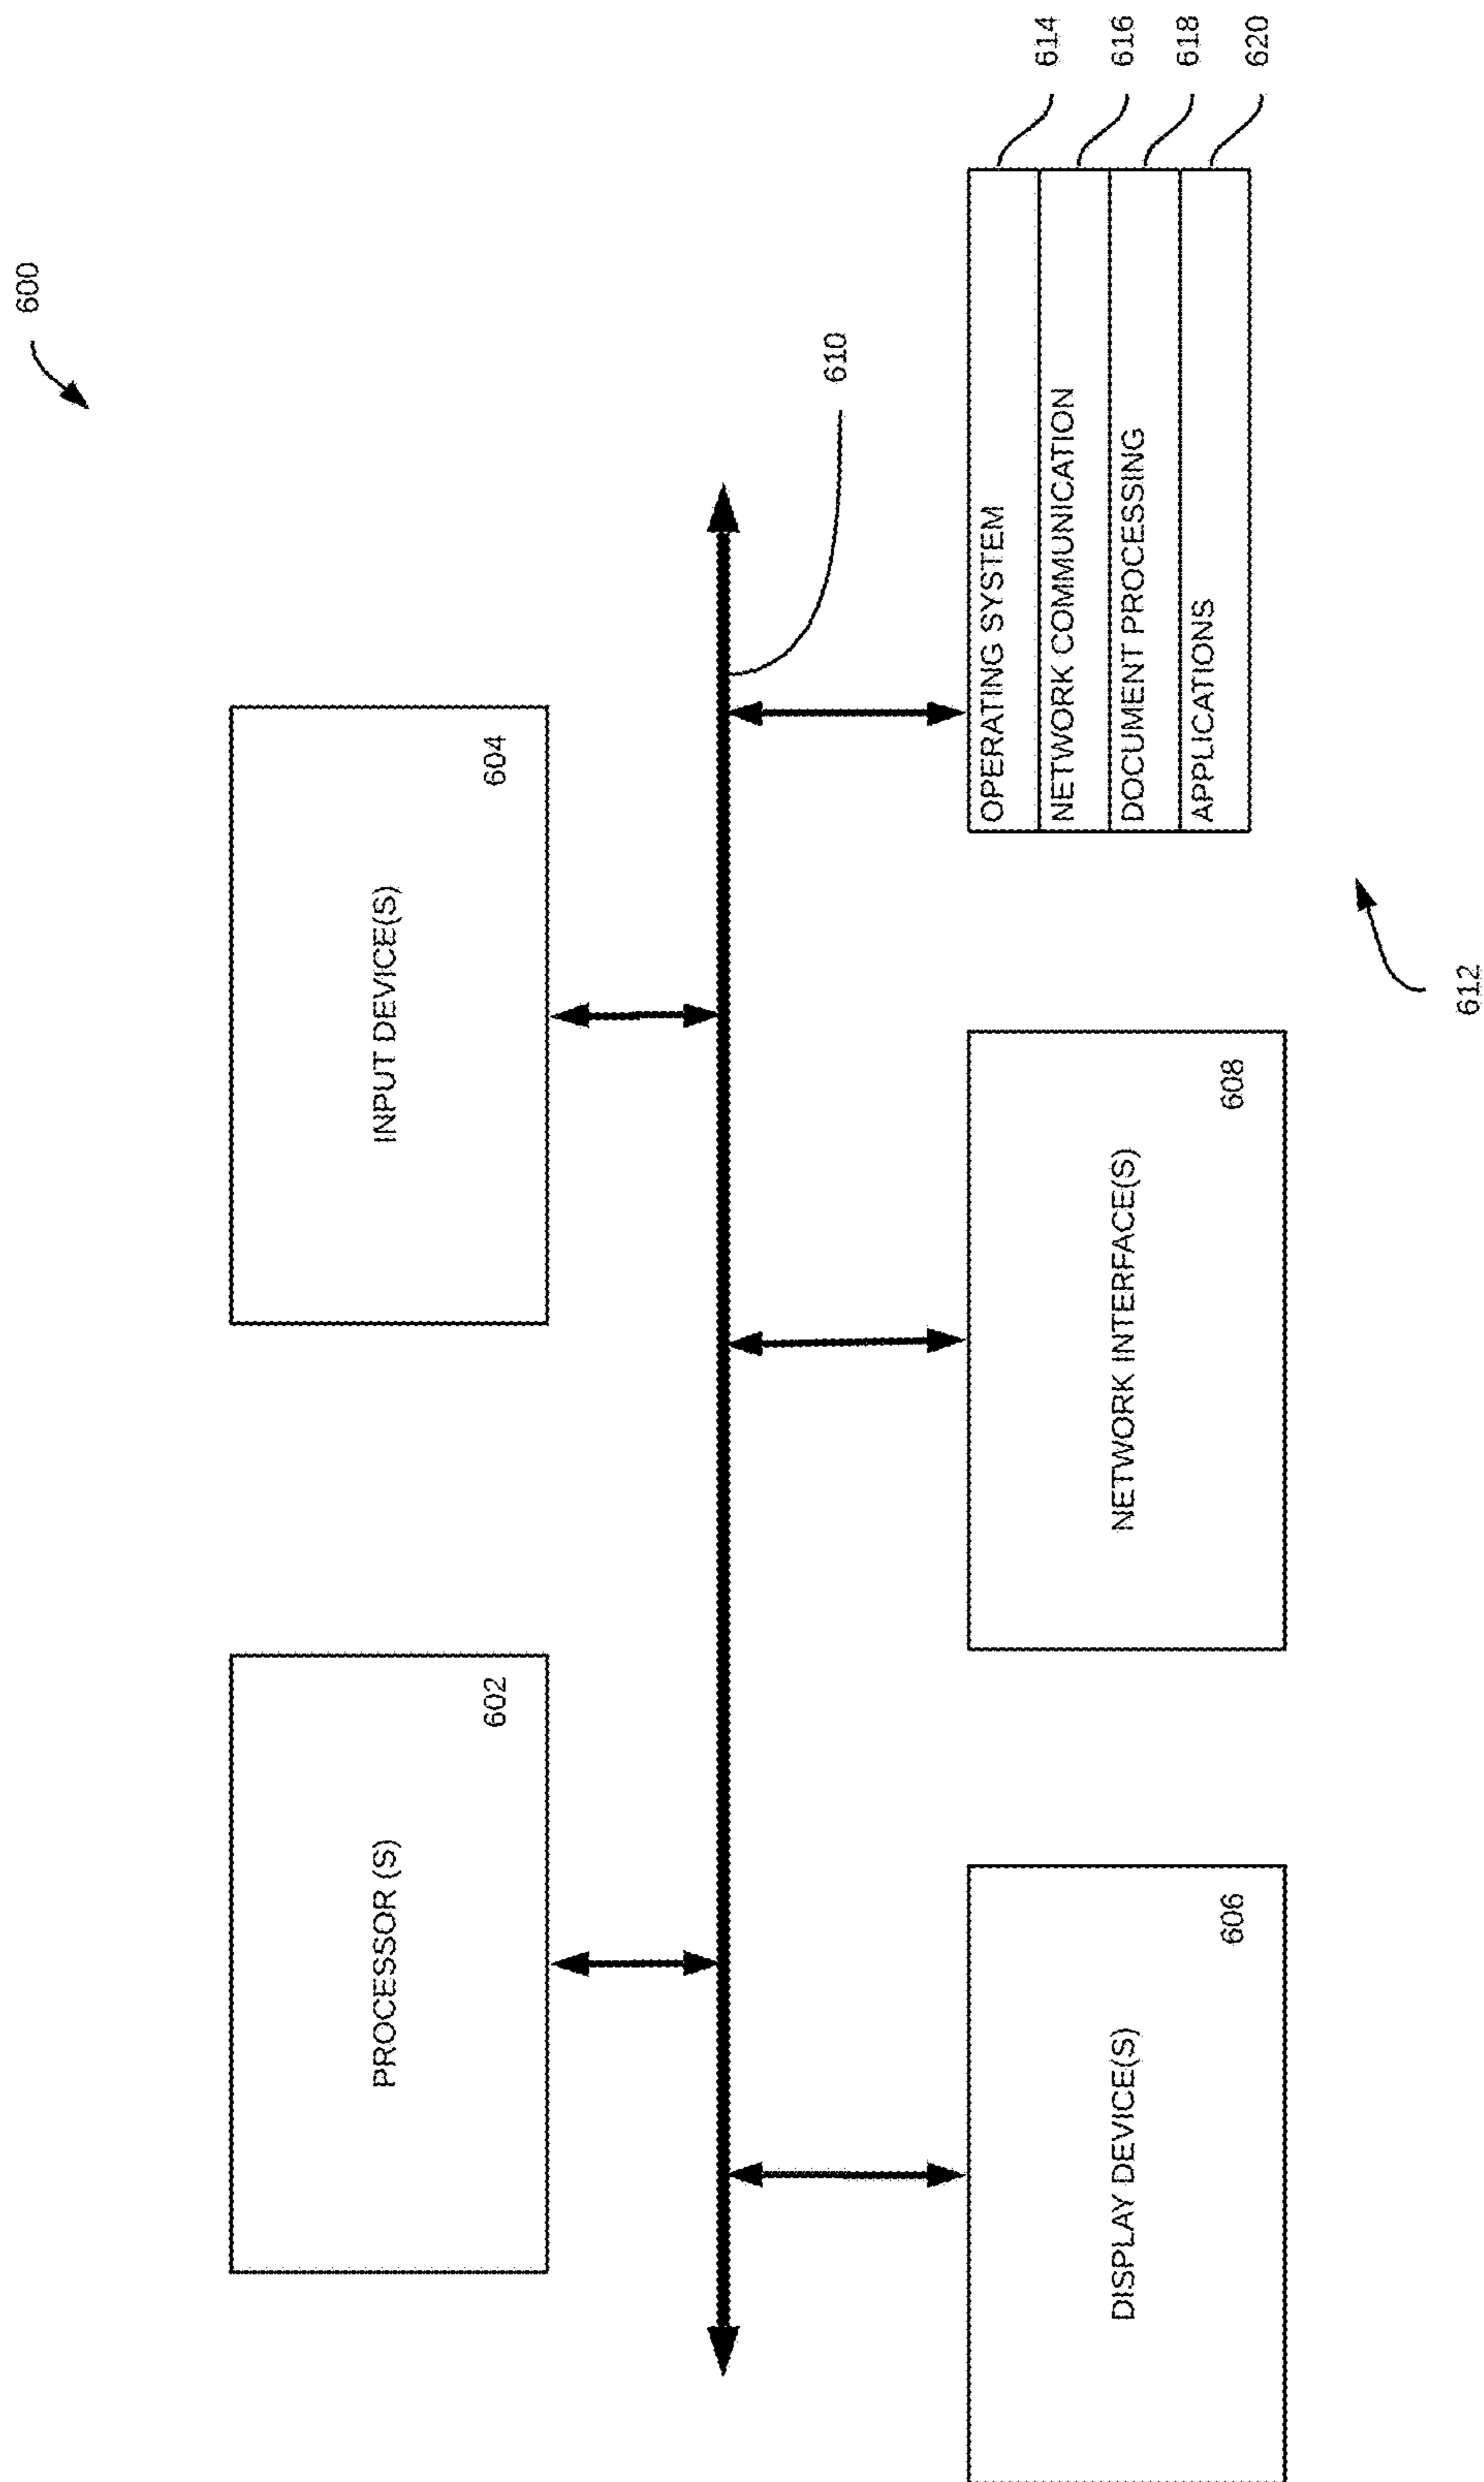 600
PROCESSOR (S)
602
INPUT DEVICE(S)
604
610
DISPLAY DEVICE(S)
606
NETWORK INTERFACE(S)
608
OPERATING SYSTEM
614
NETWORK COMMUNICATION
616
DOCUMENT PROCESSING
618
APPLICATIONS
620
612